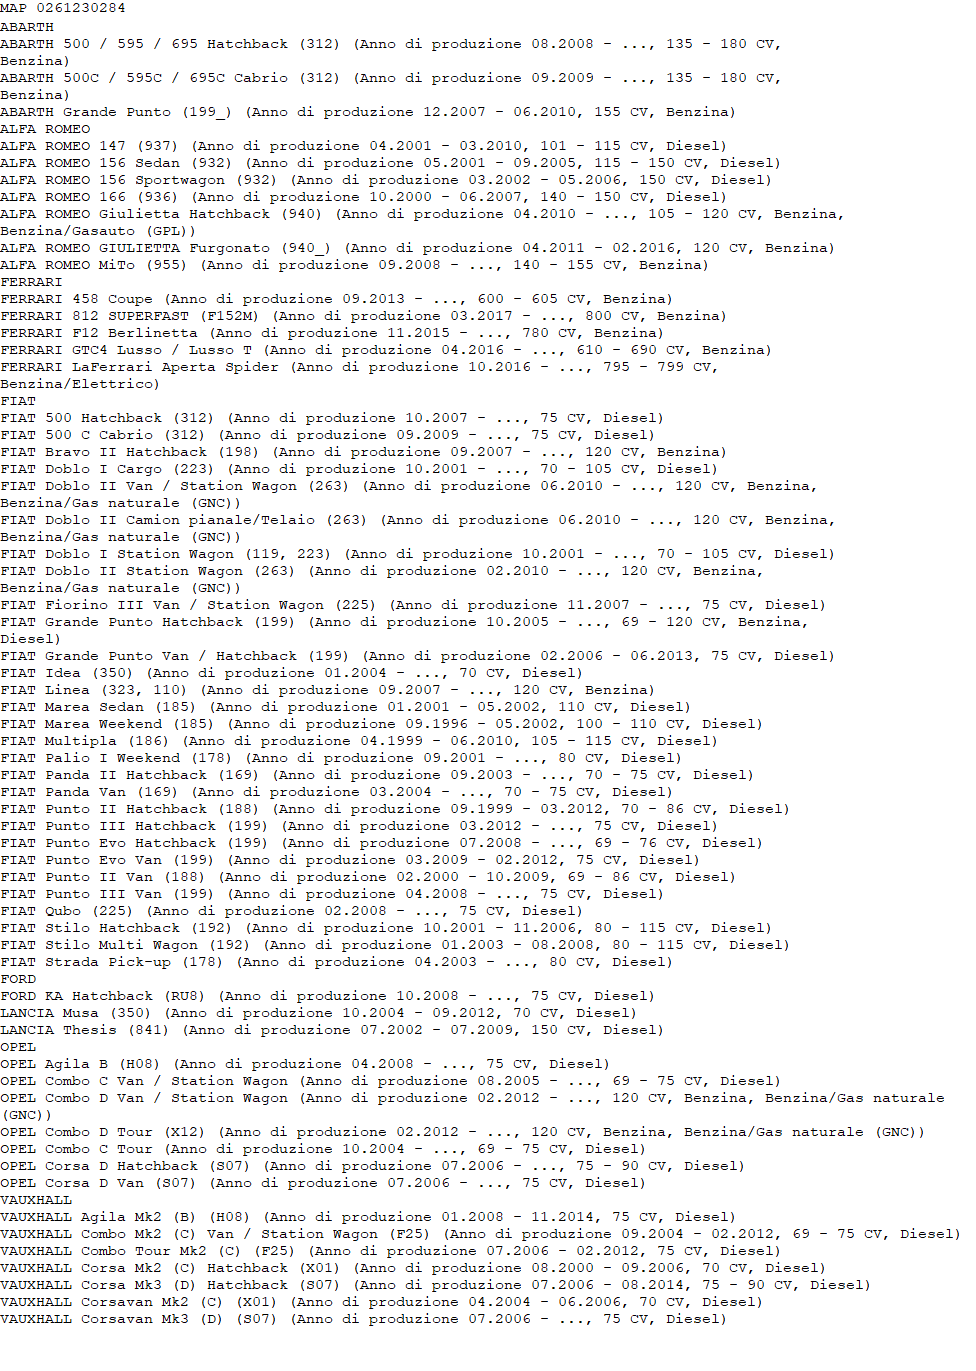 MAP 0261230284
ABARTH
ABARTH 500 / 595 / 695 Hatchback (312) (Anno di produzione 08.2008 - ..., 135 - 180 CV,
Benzina)
ABARTH 500C / 595C / 695C Cabrio (312) (Anno di produzione 09.2009 - ..., 135 - 180 CV,
Benzina)
ABARTH Grande Punto (199_) (Anno di produzione 12.2007 - 06.2010, 155 CV, Benzina)
ALFA ROMEO
ALFA ROMEO 147 (937) (Anno di produzione 04.2001 - 03.2010, 101 - 115 CV, Diesel)
ALFA ROMEO 156 Sedan (932) (Anno di produzione 05.2001 - 09.2005, 115 - 150 CV, Diesel)
ALFA ROMEO 156 Sportwagon (932) (Anno di produzione 03.2002 - 05.2006, 150 CV, Diesel)
ALFA ROMEO 166 (936) (Anno di produzione 10.2000 - 06.2007, 140 - 150 CV, Diesel)
ALFA ROMEO Giulietta Hatchback (940) (Anno di produzione 04.2010 - ..., 105 - 120 CV, Benzina,
Benzina/Gasauto (GPL))
ALFA ROMEO GIULIETTA Furgonato (940_) (Anno di produzione 04.2011 - 02.2016, 120 CV, Benzina)
ALFA ROMEO MiTo (955) (Anno di produzione 09.2008 - ..., 140 - 155 CV, Benzina)
FERRARI
FERRARI 458 Coupe (Anno di produzione 09.2013 - ..., 600 - 605 CV, Benzina)
FERRARI 812 SUPERFAST (F152M) (Anno di produzione 03.2017 - ..., 800 CV, Benzina)
FERRARI F12 Berlinetta (Anno di produzione 11.2015 - ..., 780 CV, Benzina)
FERRARI GTC4 Lusso / Lusso T (Anno di produzione 04.2016 - ..., 610 - 690 CV, Benzina)
FERRARI LaFerrari Aperta Spider (Anno di produzione 10.2016 - ..., 795 - 799 CV,
Benzina/Elettrico)
FIAT
FIAT 500 Hatchback (312) (Anno di produzione 10.2007 - ..., 75 CV, Diesel)
FIAT 500 C Cabrio (312) (Anno di produzione 09.2009 - ..., 75 CV, Diesel)
FIAT Bravo II Hatchback (198) (Anno di produzione 09.2007 - ..., 120 CV, Benzina)
FIAT Doblo I Cargo (223) (Anno di produzione 10.2001 - ..., 70 - 105 CV, Diesel)
FIAT Doblo II Van / Station Wagon (263) (Anno di produzione 06.2010 - ..., 120 CV, Benzina,
Benzina/Gas naturale (GNC))
FIAT Doblo II Camion pianale/Telaio (263) (Anno di produzione 06.2010 - ..., 120 CV, Benzina,
Benzina/Gas naturale (GNC))
FIAT Doblo I Station Wagon (119, 223) (Anno di produzione 10.2001 - ..., 70 - 105 CV, Diesel)
FIAT Doblo II Station Wagon (263) (Anno di produzione 02.2010 - ..., 120 CV, Benzina,
Benzina/Gas naturale (GNC))
FIAT Fiorino III Van / Station Wagon (225) (Anno di produzione 11.2007 - ..., 75 CV, Diesel)
FIAT Grande Punto Hatchback (199) (Anno di produzione 10.2005 - ..., 69 - 120 CV, Benzina,
Diesel)
FIAT Grande Punto Van / Hatchback (199) (Anno di produzione 02.2006 - 06.2013, 75 CV, Diesel)
FIAT Idea (350) (Anno di produzione 01.2004 - ..., 70 CV, Diesel)
FIAT Linea (323, 110) (Anno di produzione 09.2007 - ..., 120 CV, Benzina)
FIAT Marea Sedan (185) (Anno di produzione 01.2001 - 05.2002, 110 CV, Diesel)
FIAT Marea Weekend (185) (Anno di produzione 09.1996 - 05.2002, 100 - 110 CV, Diesel)
FIAT Multipla (186) (Anno di produzione 04.1999 - 06.2010, 105 - 115 CV, Diesel)
FIAT Palio I Weekend (178) (Anno di produzione 09.2001 - ..., 80 CV, Diesel)
FIAT Panda II Hatchback (169) (Anno di produzione 09.2003 - ..., 70 - 75 CV, Diesel)
FIAT Panda Van (169) (Anno di produzione 03.2004 - ..., 70 - 75 CV, Diesel)
FIAT Punto II Hatchback (188) (Anno di produzione 09.1999 - 03.2012, 70 - 86 CV, Diesel)
FIAT Punto III Hatchback (199) (Anno di produzione 03.2012 - ..., 75 CV, Diesel)
FIAT Punto Evo Hatchback (199) (Anno di produzione 07.2008 - ..., 69 - 76 CV, Diesel)
FIAT Punto Evo Van (199) (Anno di produzione 03.2009 - 02.2012, 75 CV, Diesel)
FIAT Punto II Van (188) (Anno di produzione 02.2000 - 10.2009, 69 - 86 CV, Diesel)
FIAT Punto III Van (199) (Anno di produzione 04.2008 - ..., 75 CV, Diesel)
FIAT Qubo (225) (Anno di produzione 02.2008 - ..., 75 CV, Diesel)
FIAT Stilo Hatchback (192) (Anno di produzione 10.2001 - 11.2006, 80 - 115 CV, Diesel)
FIAT Stilo Multi Wagon (192) (Anno di produzione 01.2003 - 08.2008, 80 - 115 CV, Diesel)
FIAT Strada Pick-up (178) (Anno di produzione 04.2003 - ..., 80 CV, Diesel)
FORD
FORD KA Hatchback (RU8) (Anno di produzione 10.2008 - ..., 75 CV, Diesel)
LANCIA Musa (350) (Anno di produzione 10.2004 - 09.2012, 70 CV, Diesel)
LANCIA Thesis (841) (Anno di produzione 07.2002 - 07.2009, 150 CV, Diesel)
OPEL
OPEL Agila B (H08) (Anno di produzione 04.2008 - ..., 75 CV, Diesel)
OPEL Combo C Van / Station Wagon (Anno di produzione 08.2005 - ..., 69 - 75 CV, Diesel)
OPEL Combo D Van / Station Wagon (Anno di produzione 02.2012 - ..., 120 CV, Benzina, Benzina/Gas naturale
(GNC))
OPEL Combo D Tour (X12) (Anno di produzione 02.2012 - ..., 120 CV, Benzina, Benzina/Gas naturale (GNC))
OPEL Combo C Tour (Anno di produzione 10.2004 - ..., 69 - 75 CV, Diesel)
OPEL Corsa D Hatchback (S07) (Anno di produzione 07.2006 - ..., 75 - 90 CV, Diesel)
OPEL Corsa D Van (S07) (Anno di produzione 07.2006 - ..., 75 CV, Diesel)
VAUXHALL
VAUXHALL Agila Mk2 (B) (H08) (Anno di produzione 01.2008 - 11.2014, 75 CV, Diesel)
VAUXHALL Combo Mk2 (C) Van / Station Wagon (F25) (Anno di produzione 09.2004 - 02.2012, 69 - 75 CV, Diesel)
VAUXHALL Combo Tour Mk2 (C) (F25) (Anno di produzione 07.2006 - 02.2012, 75 CV, Diesel)
VAUXHALL Corsa Mk2 (C) Hatchback (X01) (Anno di produzione 08.2000 - 09.2006, 70 CV, Diesel)
VAUXHALL Corsa Mk3 (D) Hatchback (S07) (Anno di produzione 07.2006 - 08.2014, 75 - 90 CV, Diesel)
VAUXHALL Corsavan Mk2 (C) (X01) (Anno di produzione 04.2004 - 06.2006, 70 CV, Diesel)
VAUXHALL Corsavan Mk3 (D) (S07) (Anno di produzione 07.2006 - ..., 75 CV, Diesel)